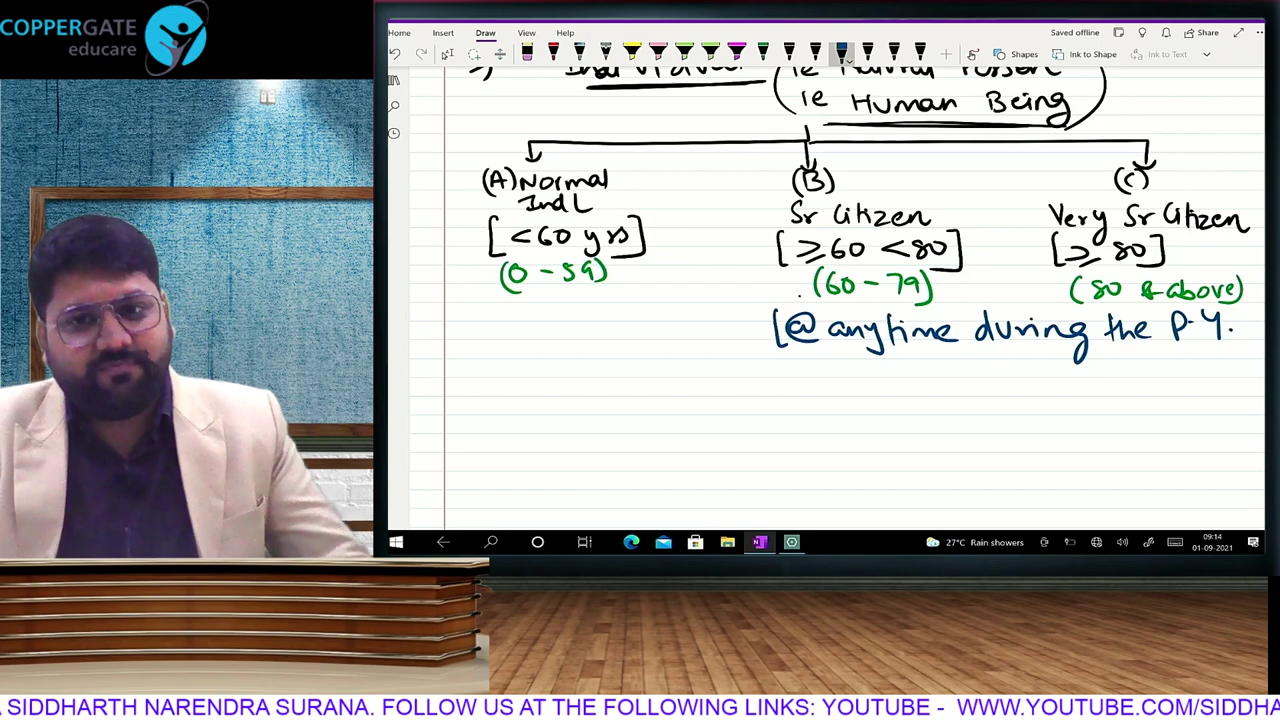 COPPERGATE
educare
Home Insert Draw View Help
Saved offline
Share
Shapes
Ink to Shape
Ink to Text
ie Human Being
(A) Normal
Ind L
[<60 yrs]
(0 - 59)
(B)
Sr Citizen
[≥60 <80]
(60 - 79)
(C)
Very Sr Citizen
[≥ 80]
(80 & above)
[@ anytime during the P.Y.
27°C Rain showers
09:14
01-09-2021
SIDDHARTH NARENDRA SURANA. FOLLOW US AT THE FOLLOWING LINKS: YOUTUBE - WWW.YOUTUBE.COM/SIDDHA